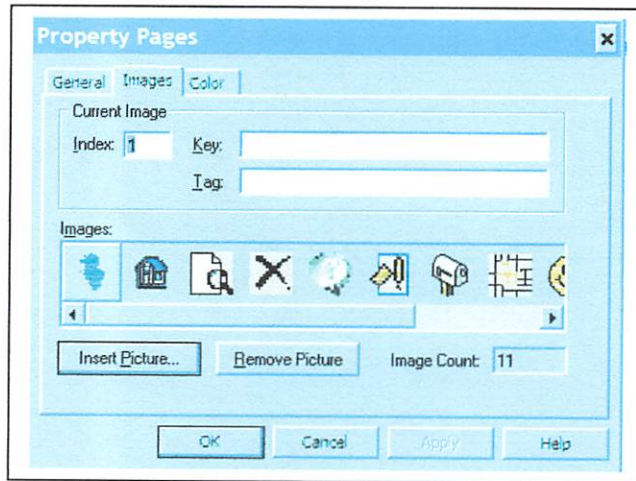 Property Pages
General Images Color
Current Image
Index: 1 Key:
Tag:
Images:
Insert Picture... Remove Picture Image Count: 11
OK Cancel Apply Help